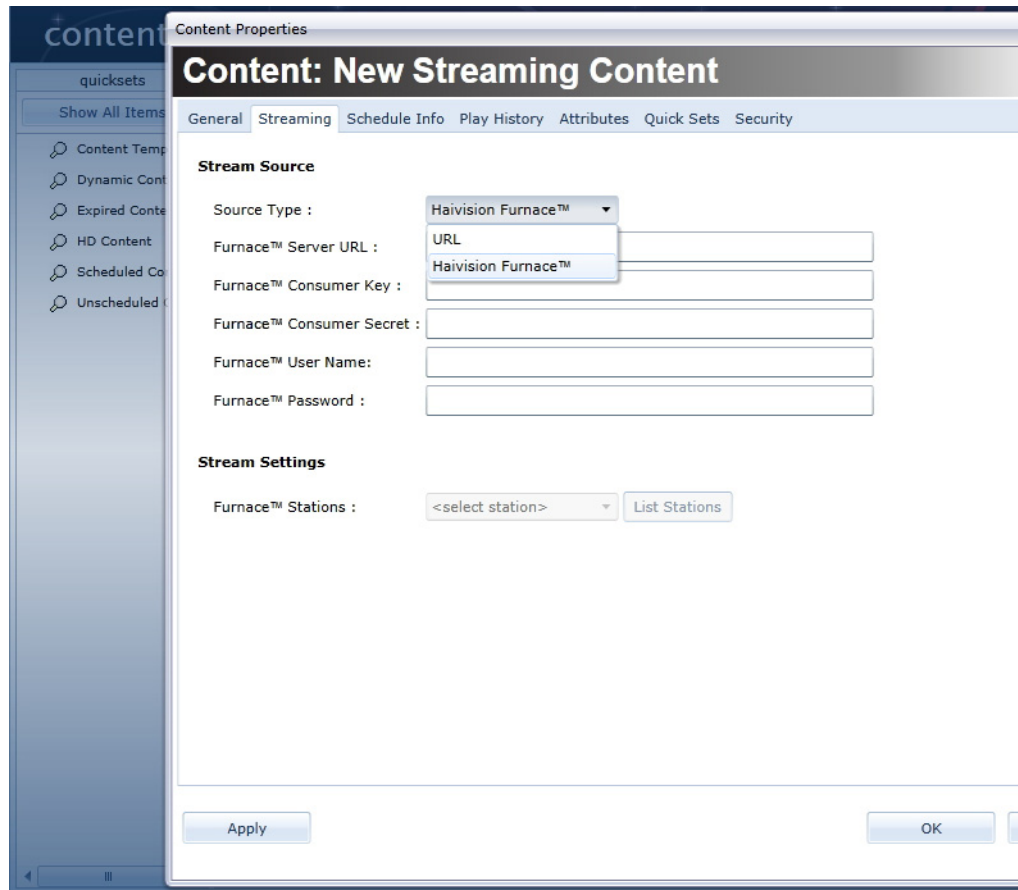 content
Content Properties
Content: New Streaming Content
quicksets
Show All Items
General Streaming Schedule Info Play History Attributes Quick Sets Security
Content Temp
Dynamic Cont
Expired Conte
HD Content
Scheduled Co
Unscheduled
Stream Source
Source Type : Haivision Furnace™
URL
Haivision Furnace™
Furnace™ Server URL :
Furnace™ Consumer Key :
Furnace™ Consumer Secret :
Furnace™ User Name:
Furnace™ Password :
Stream Settings
Furnace™ Stations : <select station> List Stations
Apply OK